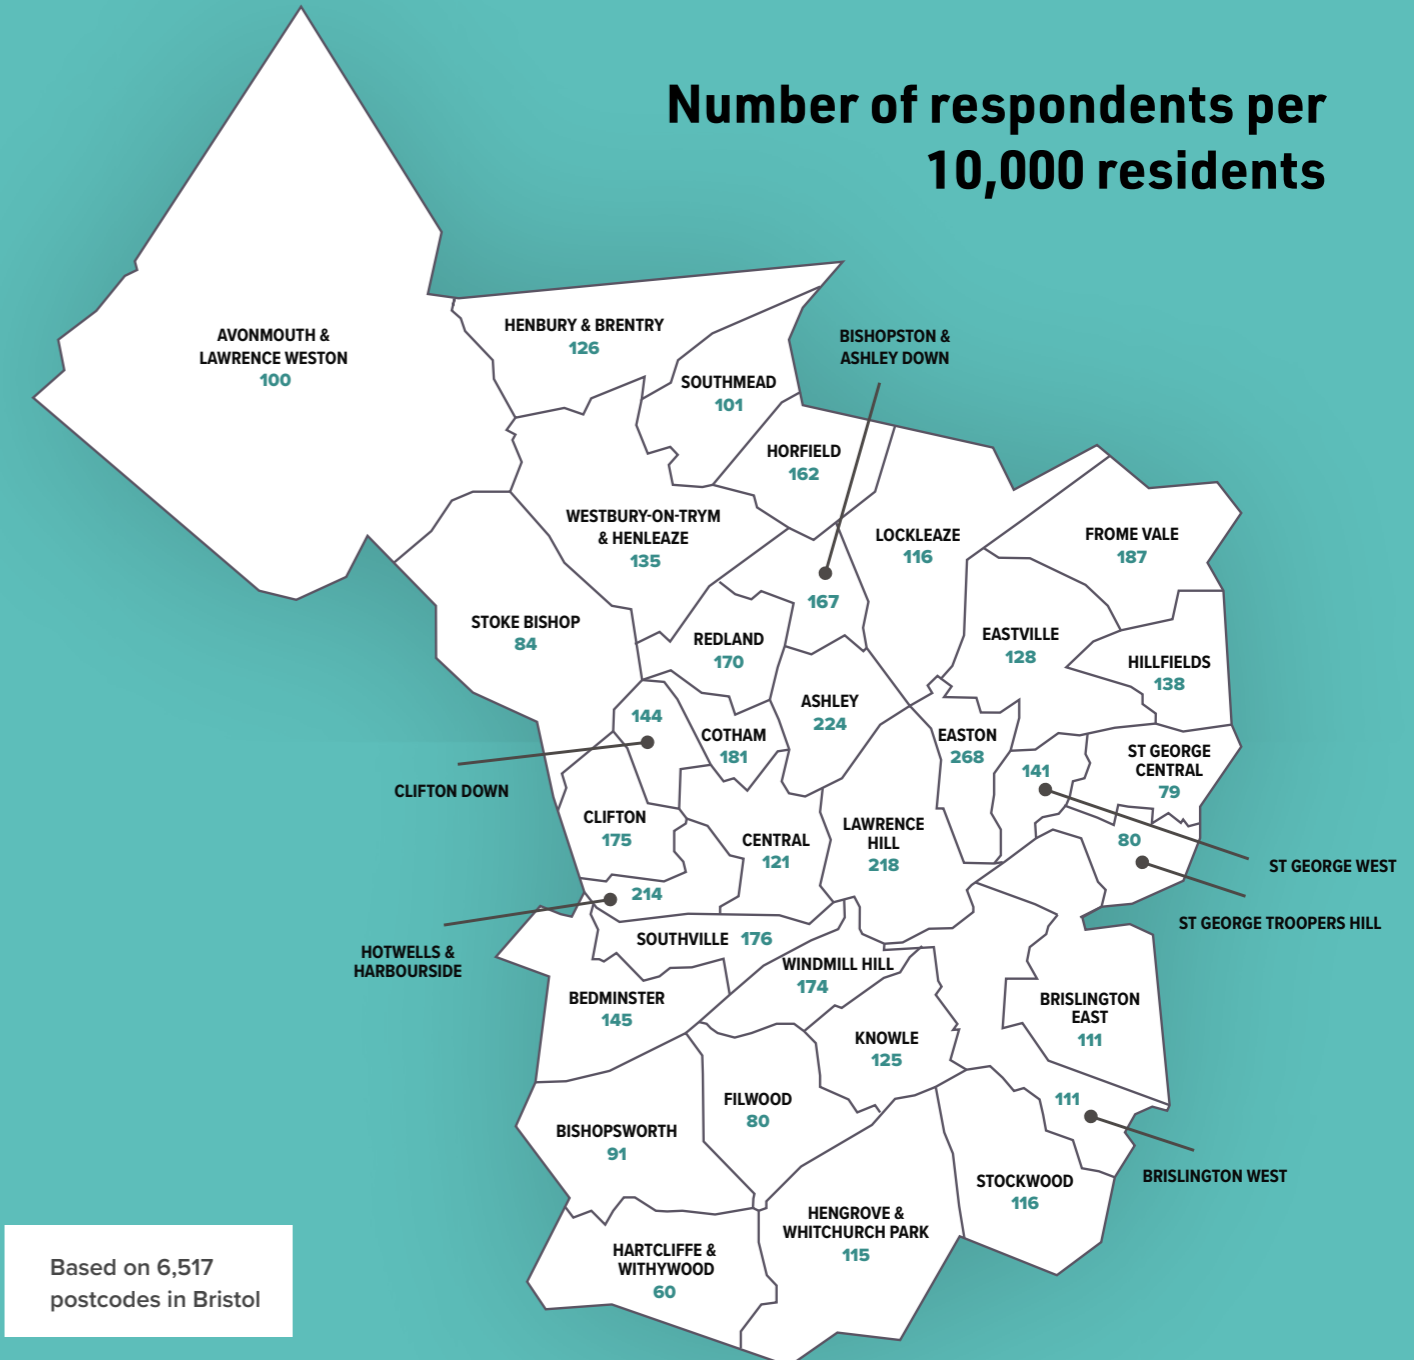 Number of respondents per
10,000 residents
AVONMOUTH &
LAWRENCE WESTON
100
HENBURY & BRENTRY
126
SOUTHMEAD
101
BISHOPSTON &
ASHLEY DOWN
167
HORFIELD
162
WESTBURY-ON-TRYM
& HENLEAZE
135
LOCKLEAZE
116
FROME VALE
187
STOKE BISHOP
84
REDLAND
170
EASTVILLE
128
HILLFIELDS
138
ASHLEY
224
144
CLIFTON DOWN
COTHAM
181
EASTON
268
141
ST GEORGE WEST
ST GEORGE
CENTRAL
79
CLIFTON
175
CENTRAL
121
LAWRENCE
HILL
218
80
ST GEORGE TROOPERS HILL
214
HOTWELLS &
HARBOURSIDE
SOUTHVILLE 176
WINDMILL HILL
174
BEDMINSTER
145
BRISLINGTON
EAST
111
KNOWLE
125
FILWOOD
80
111
BRISLINGTON WEST
BISHOPSWORTH
91
STOCKWOOD
116
HENGROVE &
WHITCHURCH PARK
115
HARTCLIFFE &
WITHYWOOD
60
Based on 6,517
postcodes in Bristol